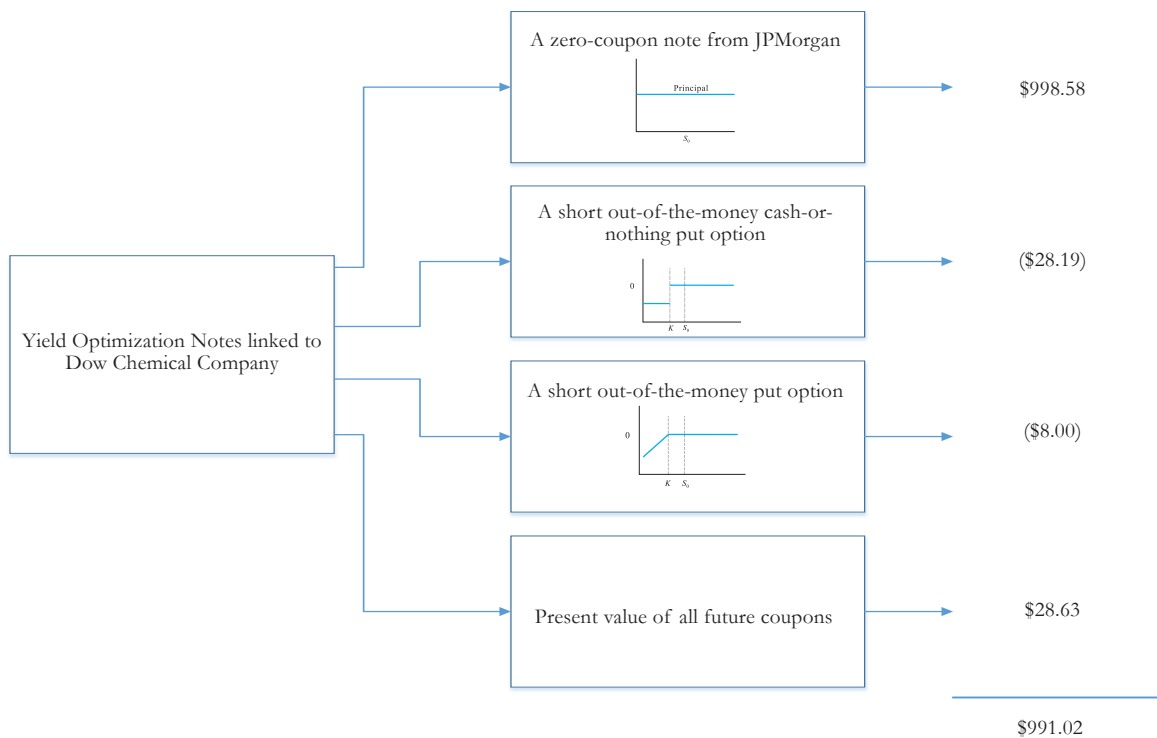 A zero-coupon note from JPMorgan
Principal
S₀
$998.58
A short out-of-the-money cash-or-
nothing put option
0
K S₀
($28.19)
Yield Optimization Notes linked to
Dow Chemical Company
A short out-of-the-money put option
0
K S₀
($8.00)
Present value of all future coupons
$28.63
$991.02